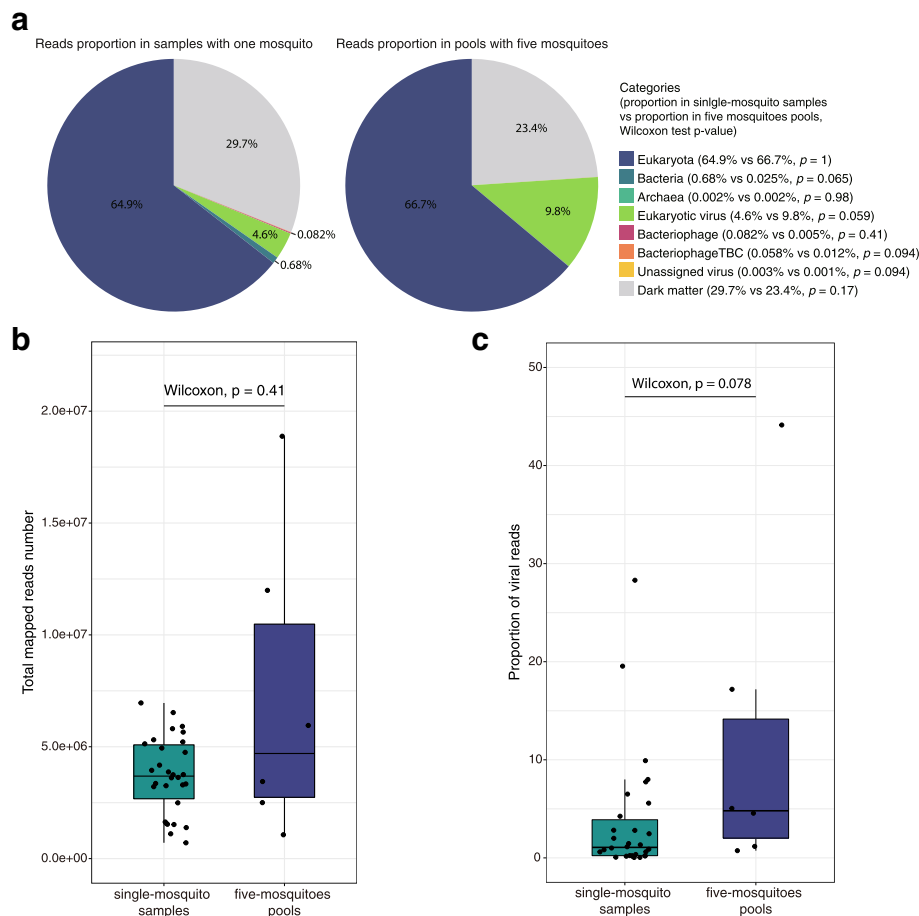 a
Reads proportion in samples with one mosquito
Reads proportion in pools with five mosquitoes
29.7%
64.9%
4.6%
0.082%
0.68%
23.4%
66.7%
9.8%
Categories
(proportion in sinlgle-mosquito samples
vs proportion in five mosquitoes pools,
Wilcoxon test p-value)
Eukaryota (64.9% vs 66.7%, p = 1)
Bacteria (0.68% vs 0.025%, p = 0.065)
Archaea (0.002% vs 0.002%, p = 0.98)
Eukaryotic virus (4.6% vs 9.8%, p = 0.059)
Bacteriophage (0.082% vs 0.005%, p = 0.41)
BacteriophageTBC (0.058% vs 0.012%, p = 0.094)
Unassigned virus (0.003% vs 0.001%, p = 0.094)
Dark matter (29.7% vs 23.4%, p = 0.17)
b
Wilcoxon, p = 0.41
Total mapped reads number
2.0e+07
1.5e+07
1.0e+07
5.0e+06
0.0e+00
single-mosquito
samples
five-mosquitoes
pools
c
Wilcoxon, p = 0.078
Proportion of viral reads
50
40
30
20
10
0
single-mosquito
samples
five-mosquitoes
pools